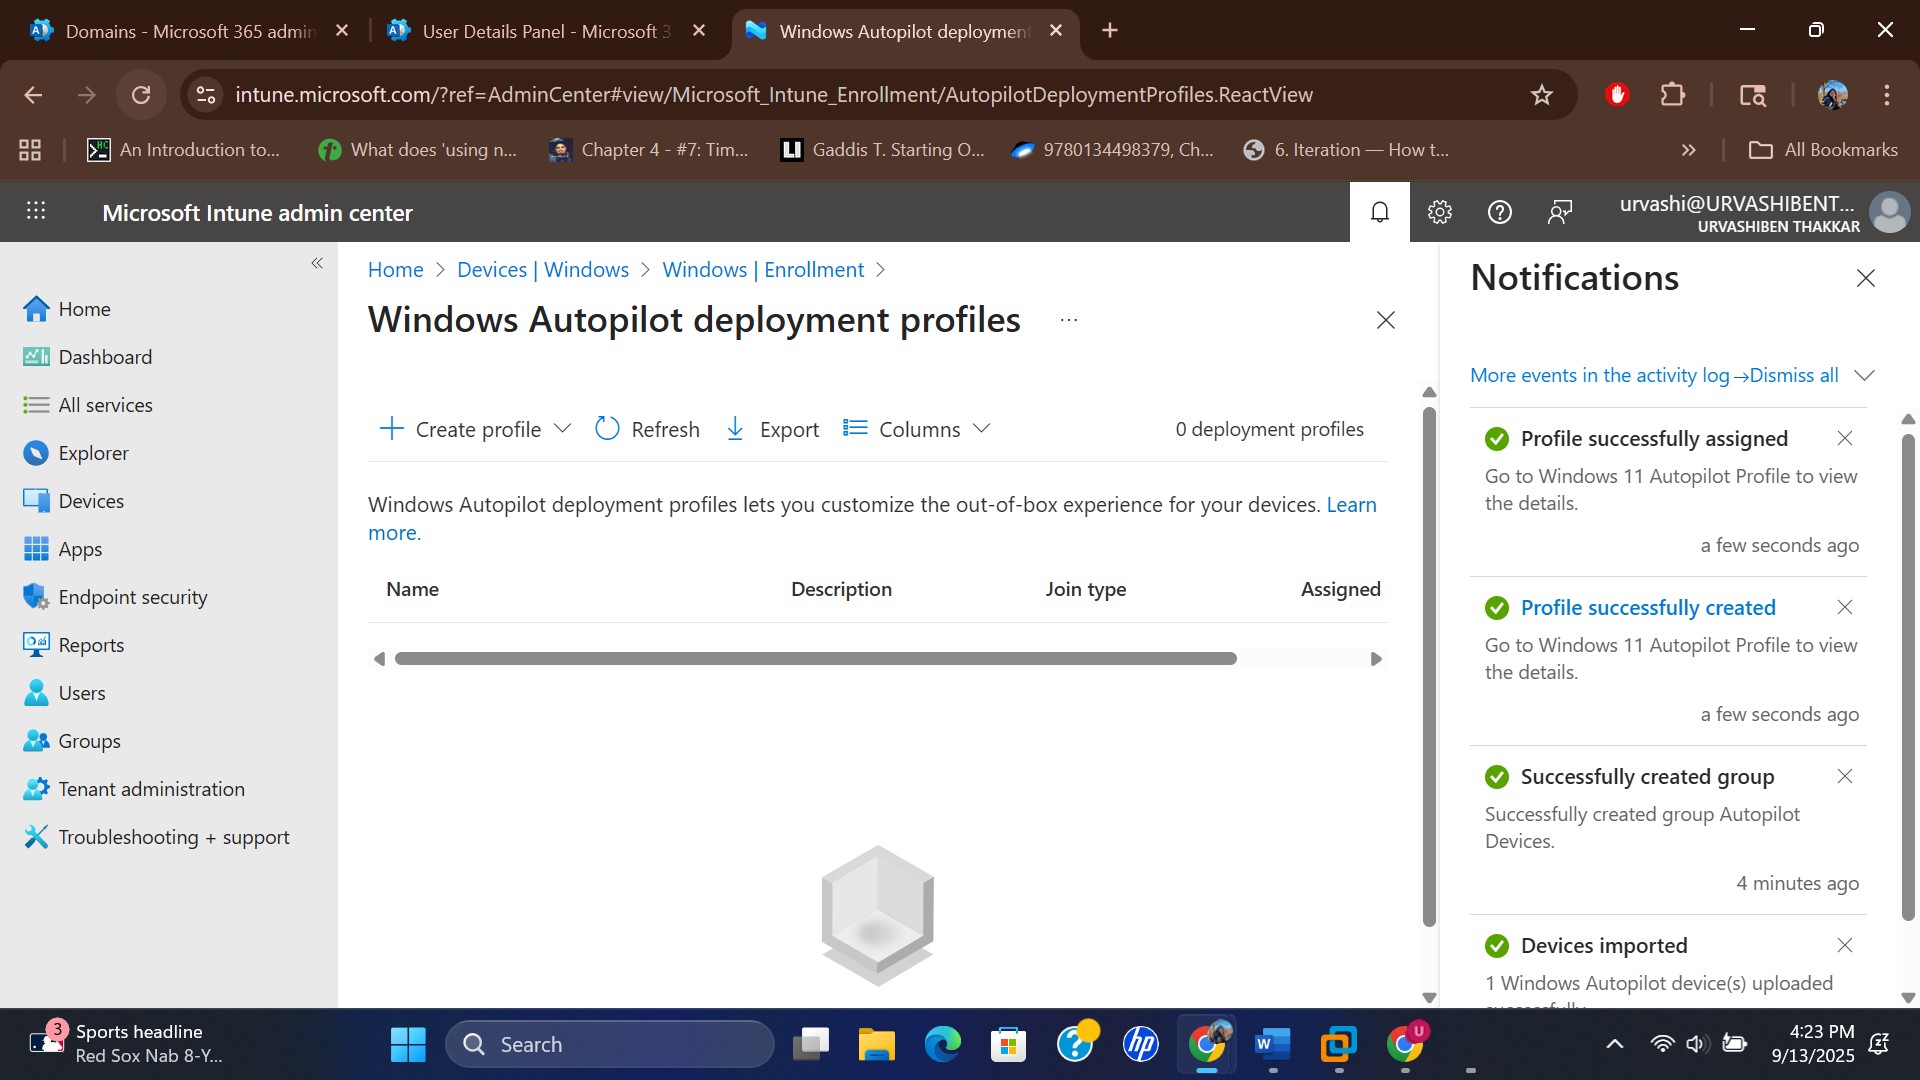 Domains - Microsoft 365 admin
User Details Panel - Microsoft 3
Windows Autopilot deployment
intune.microsoft.com/?ref=AdminCenter#view/Microsoft_Intune_Enrollment/AutopilotDeploymentProfiles.ReactView
An Introduction to...
What does 'using n...
Chapter 4 - #7: Tim...
Gaddis T. Starting O...
9780134498379, Ch...
6. Iteration — How t...
All Bookmarks
Microsoft Intune admin center
urvashi@URVASHIBENT...
URVASHIBEN THAKKAR
Home
Dashboard
All services
Explorer
Devices
Apps
Endpoint security
Reports
Users
Groups
Tenant administration
Troubleshooting + support
Home > Devices | Windows > Windows | Enrollment >
Windows Autopilot deployment profiles ...
Create profile
Refresh
Export
Columns
0 deployment profiles
Windows Autopilot deployment profiles lets you customize the out-of-box experience for your devices. Learn
more.
Name Description Join type Assigned
Notifications
More events in the activity log → Dismiss all
Profile successfully assigned
Go to Windows 11 Autopilot Profile to view
the details.
a few seconds ago
Profile successfully created
Go to Windows 11 Autopilot Profile to view
the details.
a few seconds ago
Successfully created group
Successfully created group Autopilot
Devices.
4 minutes ago
Devices imported
1 Windows Autopilot device(s) uploaded
3
Sports headline
Red Sox Nab 8-Y...
Search
U
4:23 PM
9/13/2025